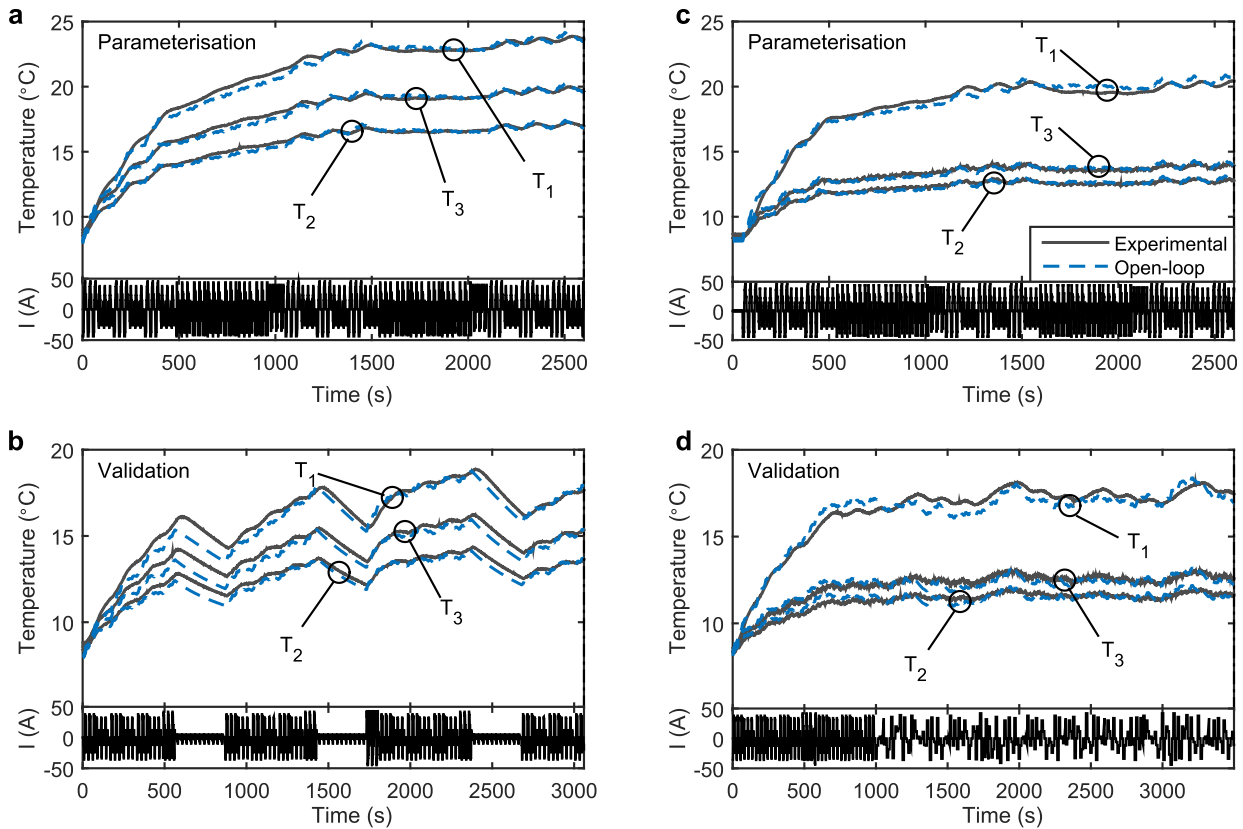 a
Parameterisation
Temperature (°C)
25
20
15
10
T1
T3
T2
I (A)
50
0
-50
0 500 1000 1500 2000 2500
Time (s)
c
Parameterisation
Temperature (°C)
25
20
15
10
T1
T3
T2
Experimental
Open-loop
I (A)
50
0
-50
0 500 1000 1500 2000 2500
Time (s)
b
Validation
Temperature (°C)
20
15
10
T1
T3
T2
I (A)
50
0
-50
0 500 1000 1500 2000 2500 3000
Time (s)
d
Validation
Temperature (°C)
20
15
10
T1
T3
T2
I (A)
50
0
-50
0 500 1000 1500 2000 2500 3000
Time (s)